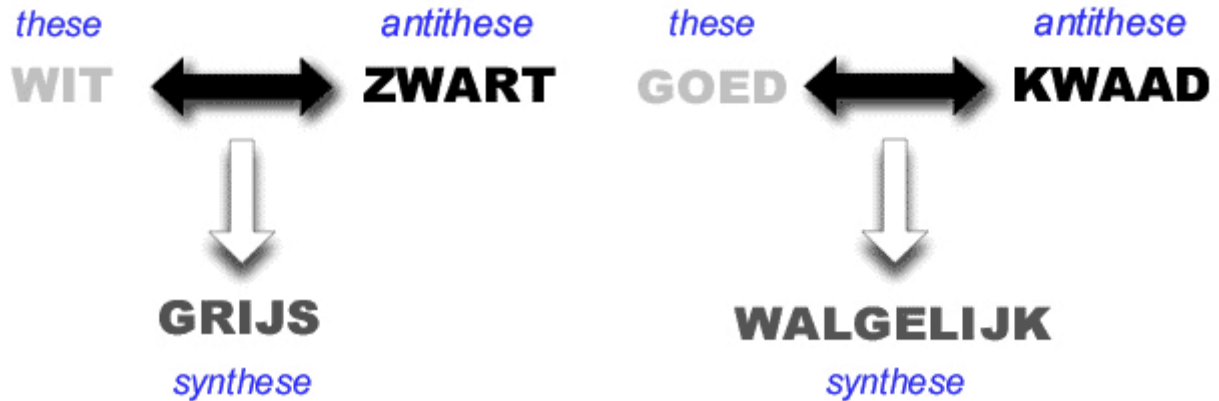 these antithese
WIT ZWART
GRIJS
synthese
these antithese
GOED KWAAD
WALGELIJK
synthese